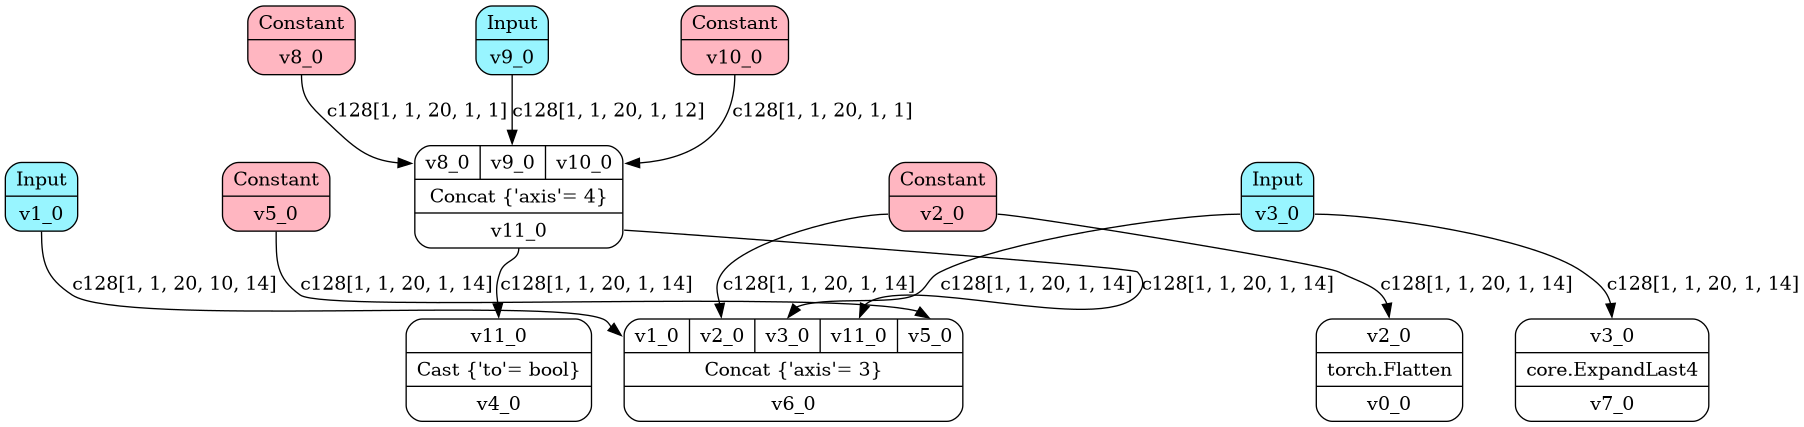 Constant
v8_0
Input
v9_0
Constant
v10_0
c128[1, 1, 20, 1, 1]
c128[1, 1, 20, 1, 12]
c128[1, 1, 20, 1, 1]
Input
v1_0
Constant
v5_0
v8_0 v9_0 v10_0
Concat {'axis'= 4}
v11_0
Constant
v2_0
Input
v3_0
c128[1, 1, 20, 10, 14]
c128[1, 1, 20, 1, 14]
c128[1, 1, 20, 1, 14]
c128[1, 1, 20, 1, 14]
c128[1, 1, 20, 1, 14]
c128[1, 1, 20, 1, 14]
c128[1, 1, 20, 1, 14]
c128[1, 1, 20, 1, 14]
v11_0
Cast {'to'= bool}
v4_0
v1_0 v2_0 v3_0 v11_0 v5_0
Concat {'axis'= 3}
v6_0
v2_0
torch.Flatten
v0_0
v3_0
core.ExpandLast4
v7_0